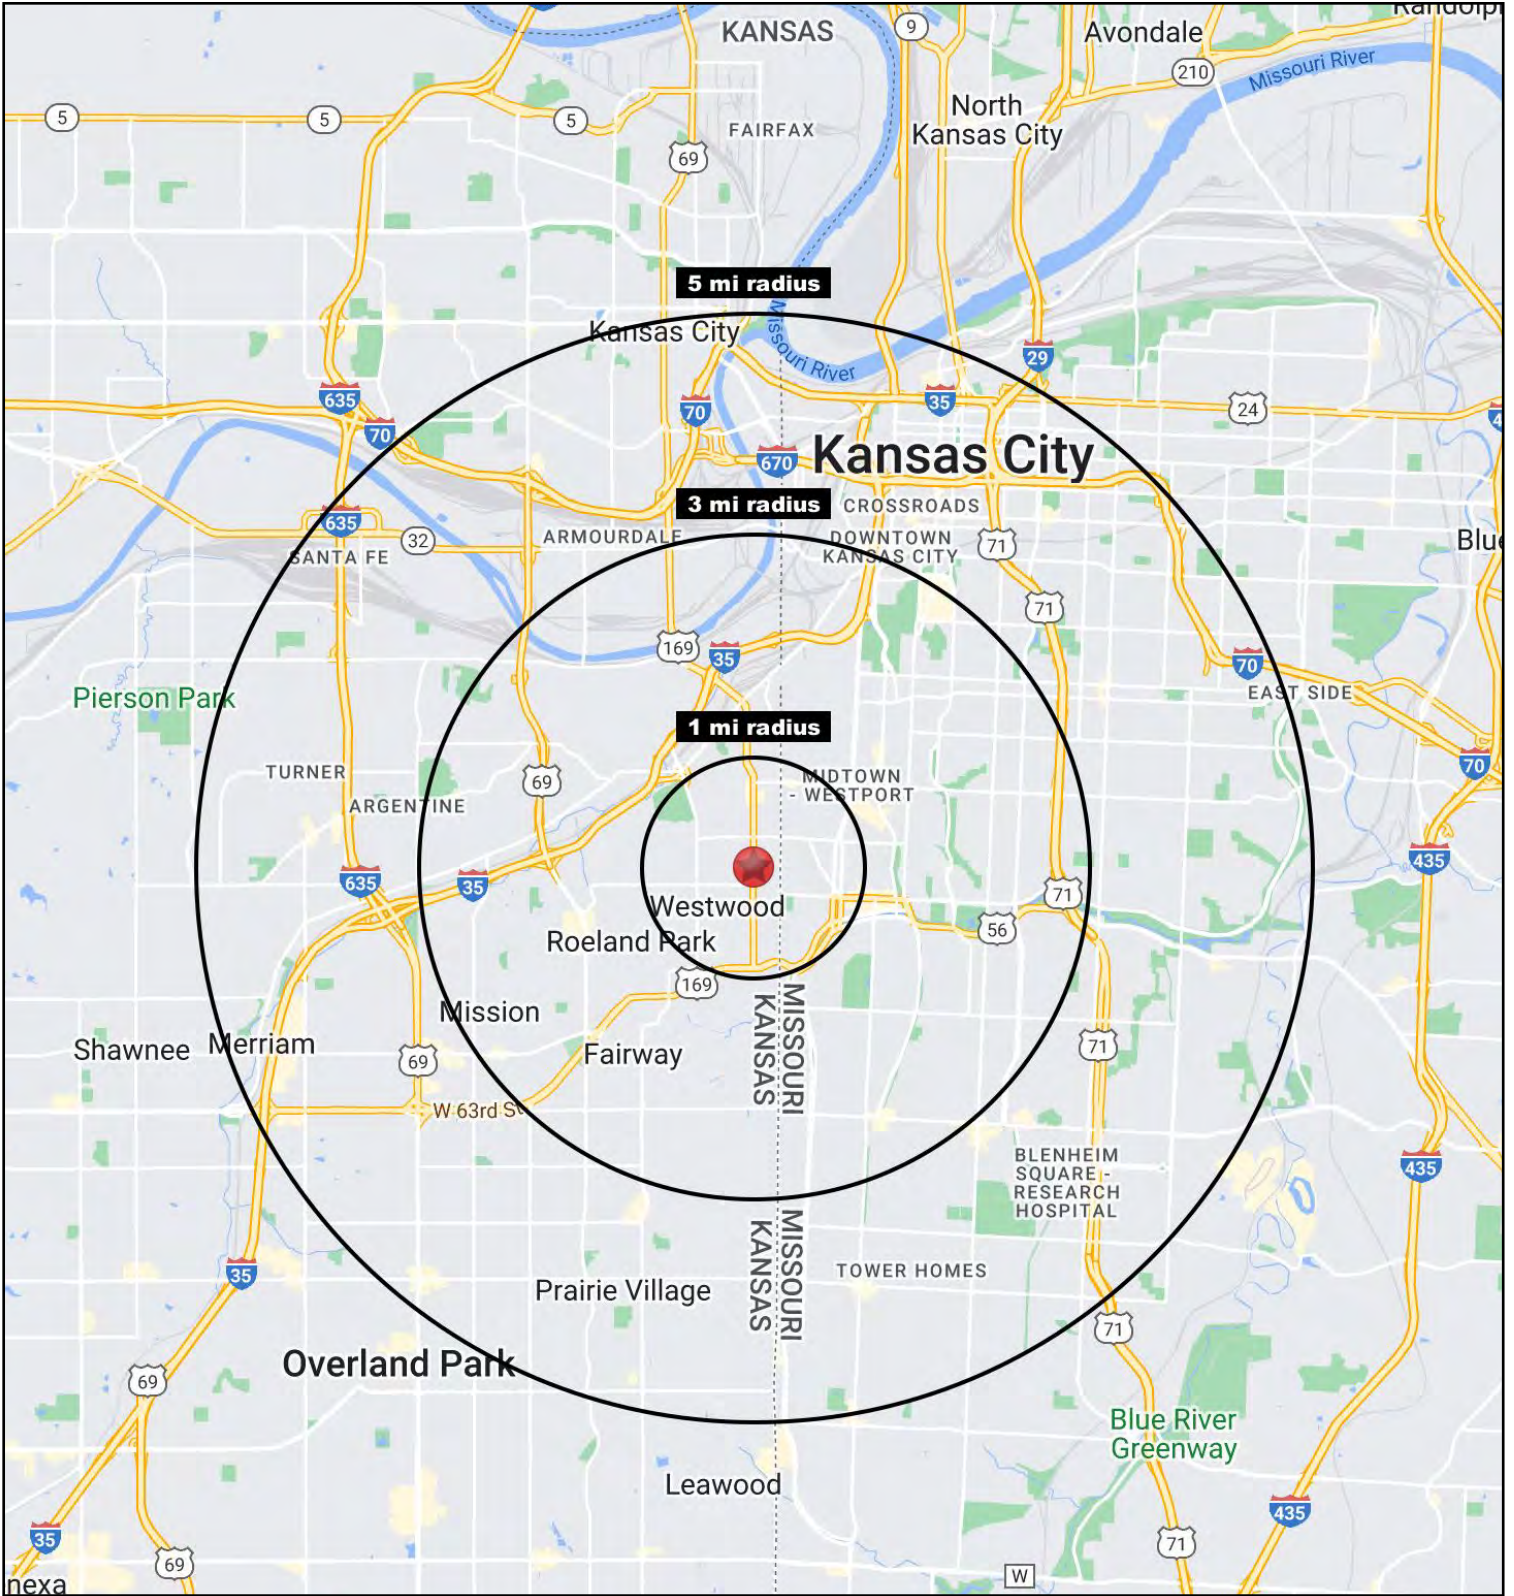 Randolph
KANSAS
9
Avondale
210
Missouri River
5
5
5
North
Kansas City
FAIRFAX
69
5 mi radius
Kansas City
Missouri River
29
635
70
70
35
24
670
Kansas City
3 mi radius
CROSSROADS
635
32
SANTA FE
ARMOURDALE
DOWNTOWN
KANSAS CITY
71
Blue
71
169
35
70
EAST SIDE
Pierson Park
1 mi radius
70
TURNER
69
MIDTOWN
- WESTPORT
ARGENTINE
435
635
35
71
Westwood
56
Roeland Park
169
Mission
KANSAS
MISSOURI
Shawnee
Merriam
69
Fairway
71
W 63rd St
BLENHEIM
SQUARE -
RESEARCH
HOSPITAL
435
35
Prairie Village
KANSAS
MISSOURI
TOWER HOMES
71
Overland Park
69
Blue River
Greenway
Leawood
435
35
69
71
W
nexa